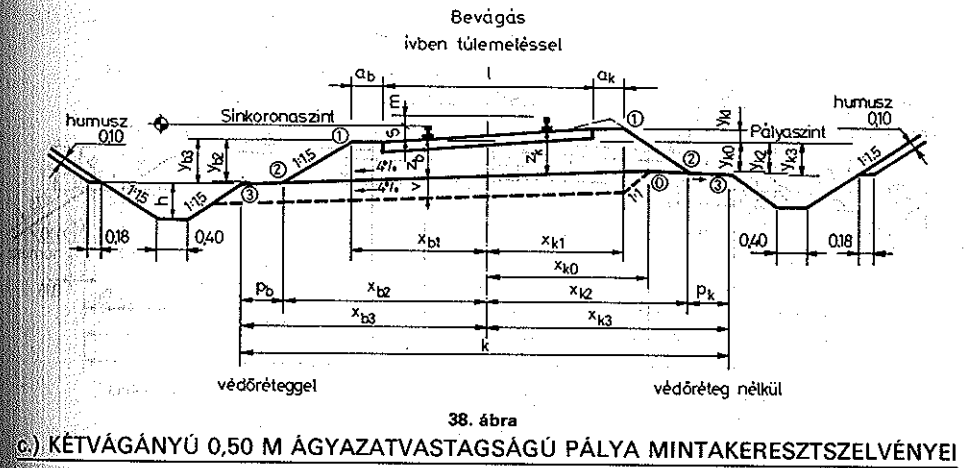 Bevágás
ívben túlemeléssel
a_b
l
a_k
m
s
humusz
0,10
Sínkoronaszint
①
①
Pályaszint
humusz
0,10
y_b3
y_b2
1:1,5
z_b
z_k
y_k1
y_k0
y_k2
y_k3
1:1,5
②
4%
4%
v
②
1:1,5
h
1:1,5
③
1:1
⓪
③
0,18
0,40
0,40
0,18
x_b1
x_k1
x_k0
p_b
x_b2
x_k2
p_k
x_b3
x_k3
k
védőréteggel
védőréteg nélkül
38. ábra
c.) KÉTVÁGÁNYÚ 0,50 M ÁGYAZATVASTAGSÁGÚ PÁLYA MINTAKERESZTSZELVÉNYEI